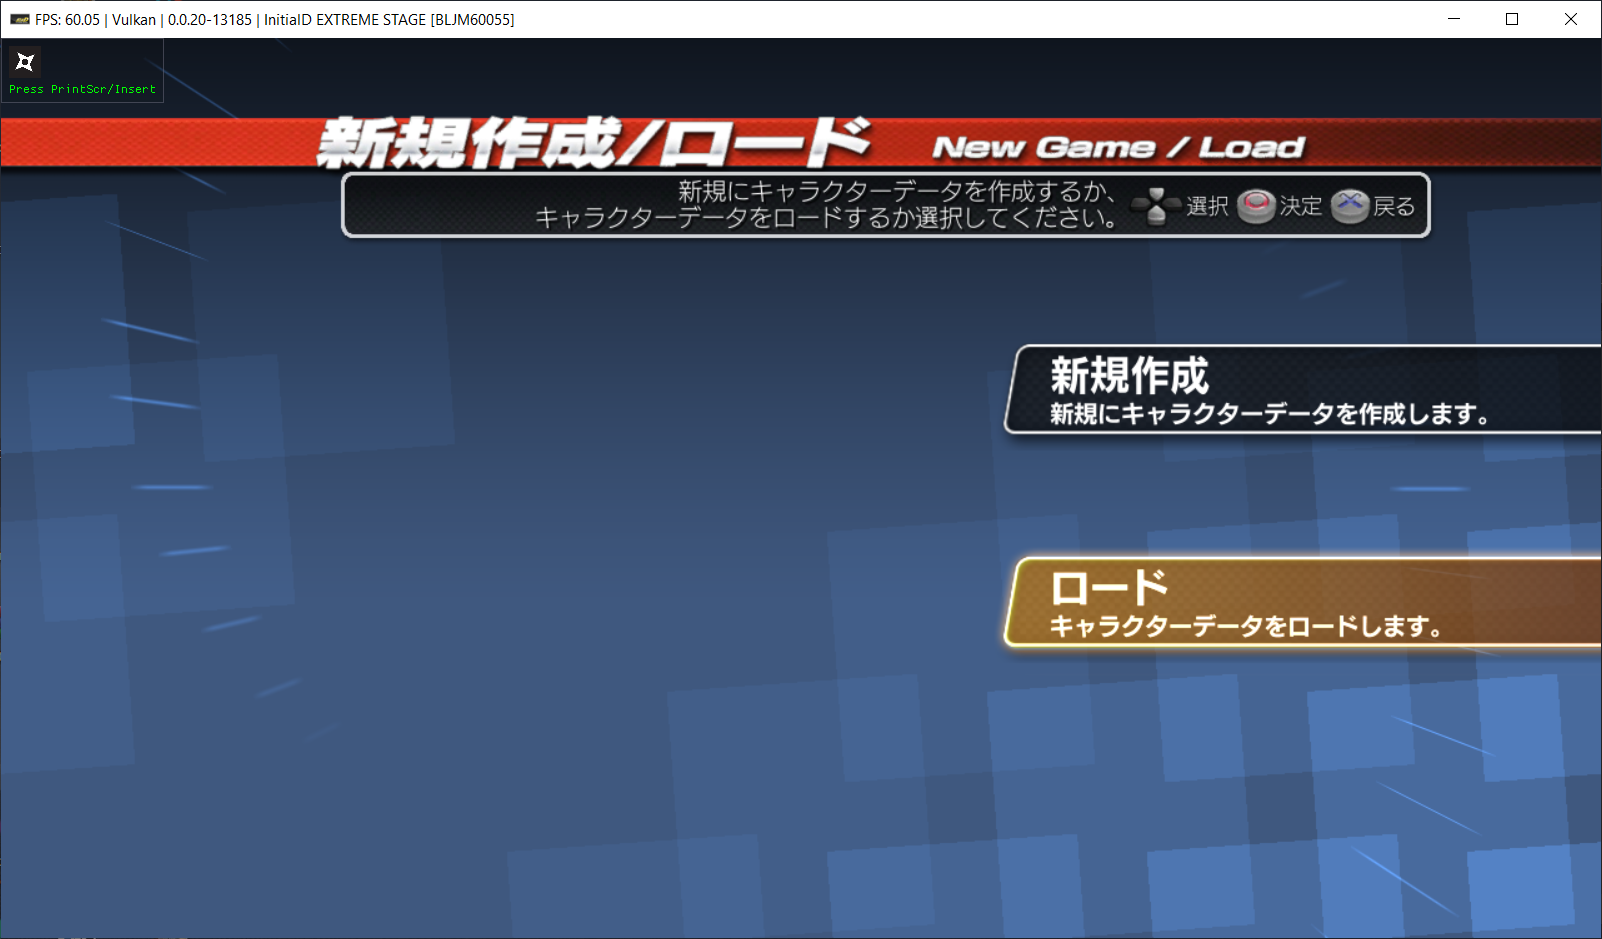 FPS: 60.05 | Vulkan | 0.0.20-13185 | InitialD EXTREME STAGE [BLJM60055]
Press PrintScr/Insert
新規作成/ロード New Game / Load
新規にキャラクターデータを作成するか、
キャラクターデータをロードするか選択してください。
選択 決定 戻る
新規作成
新規にキャラクターデータを作成します。
ロード
キャラクターデータをロードします。